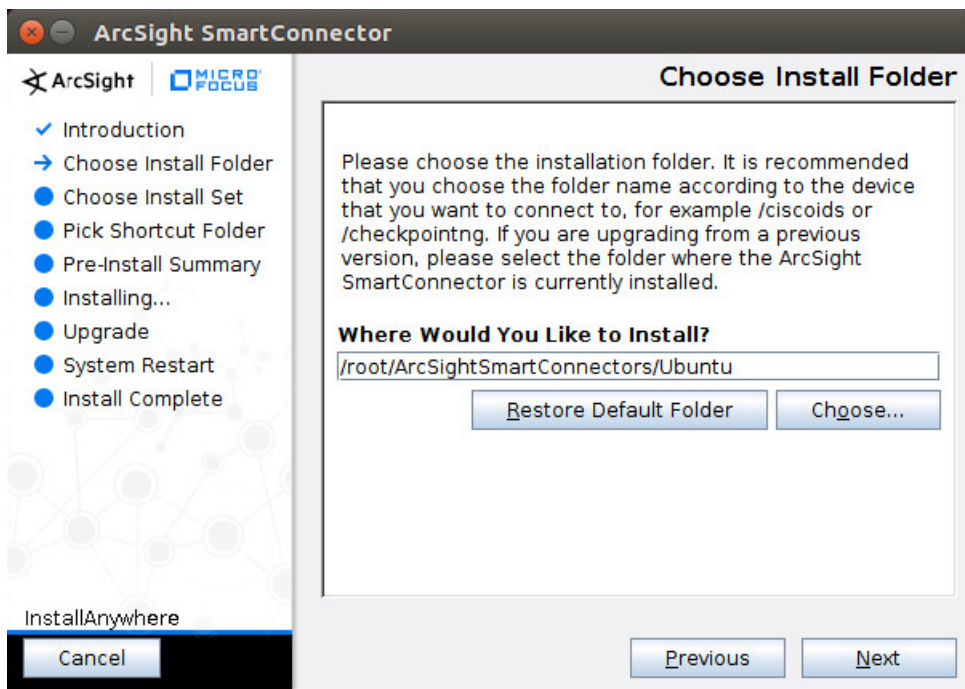 ArcSight SmartConnector
ArcSight
MICRO
FOCUS
Choose Install Folder
Introduction
Choose Install Folder
Choose Install Set
Pick Shortcut Folder
Pre-Install Summary
Installing...
Upgrade
System Restart
Install Complete
Please choose the installation folder. It is recommended
that you choose the folder name according to the device
that you want to connect to, for example /ciscoids or
/checkpointng. If you are upgrading from a previous
version, please select the folder where the ArcSight
SmartConnector is currently installed.
Where Would You Like to Install?
/root/ArcSightSmartConnectors/Ubuntu
Restore Default Folder
Choose...
InstallAnywhere
Cancel
Previous
Next